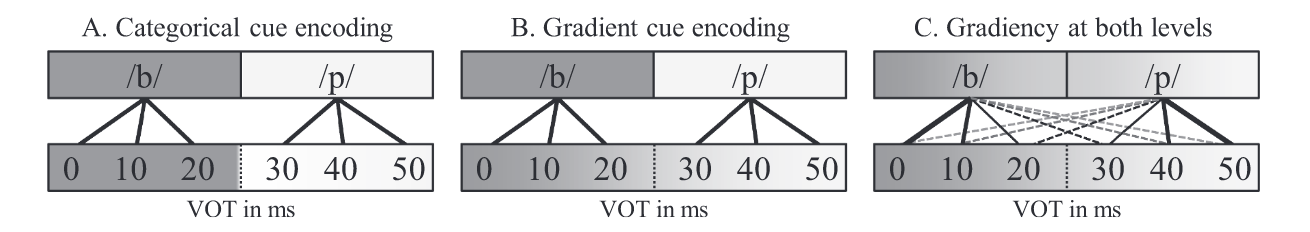 A. Categorical cue encoding
/b/ /p/
0 10 20 30 40 50
VOT in ms
B. Gradient cue encoding
/b/ /p/
0 10 20 30 40 50
VOT in ms
C. Gradiency at both levels
/b/ /p/
0 10 20 30 40 50
VOT in ms